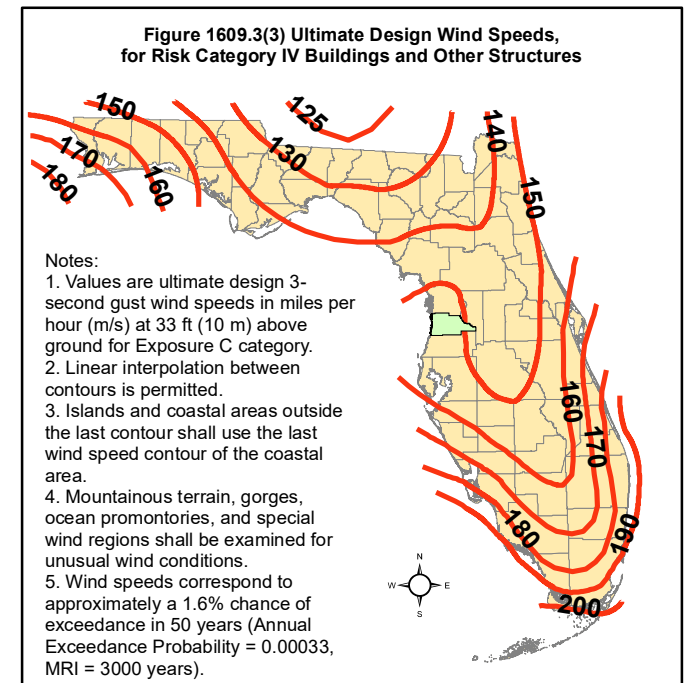 Figure 1609.3(3) Ultimate Design Wind Speeds,
for Risk Category IV Buildings and Other Structures
150
125
140
170
130
180
160
150
Notes:
1. Values are ultimate design 3-
second gust wind speeds in miles per
hour (m/s) at 33 ft (10 m) above
ground for Exposure C category.
2. Linear interpolation between
contours is permitted.
3. Islands and coastal areas outside
the last contour shall use the last
wind speed contour of the coastal
area.
4. Mountainous terrain, gorges,
ocean promontories, and special
wind regions shall be examined for
unusual wind conditions.
5. Wind speeds correspond to
approximately a 1.6% chance of
exceedance in 50 years (Annual
Exceedance Probability = 0.00033,
MRI = 3000 years).
160
170
180
190
200
N
W
E
S